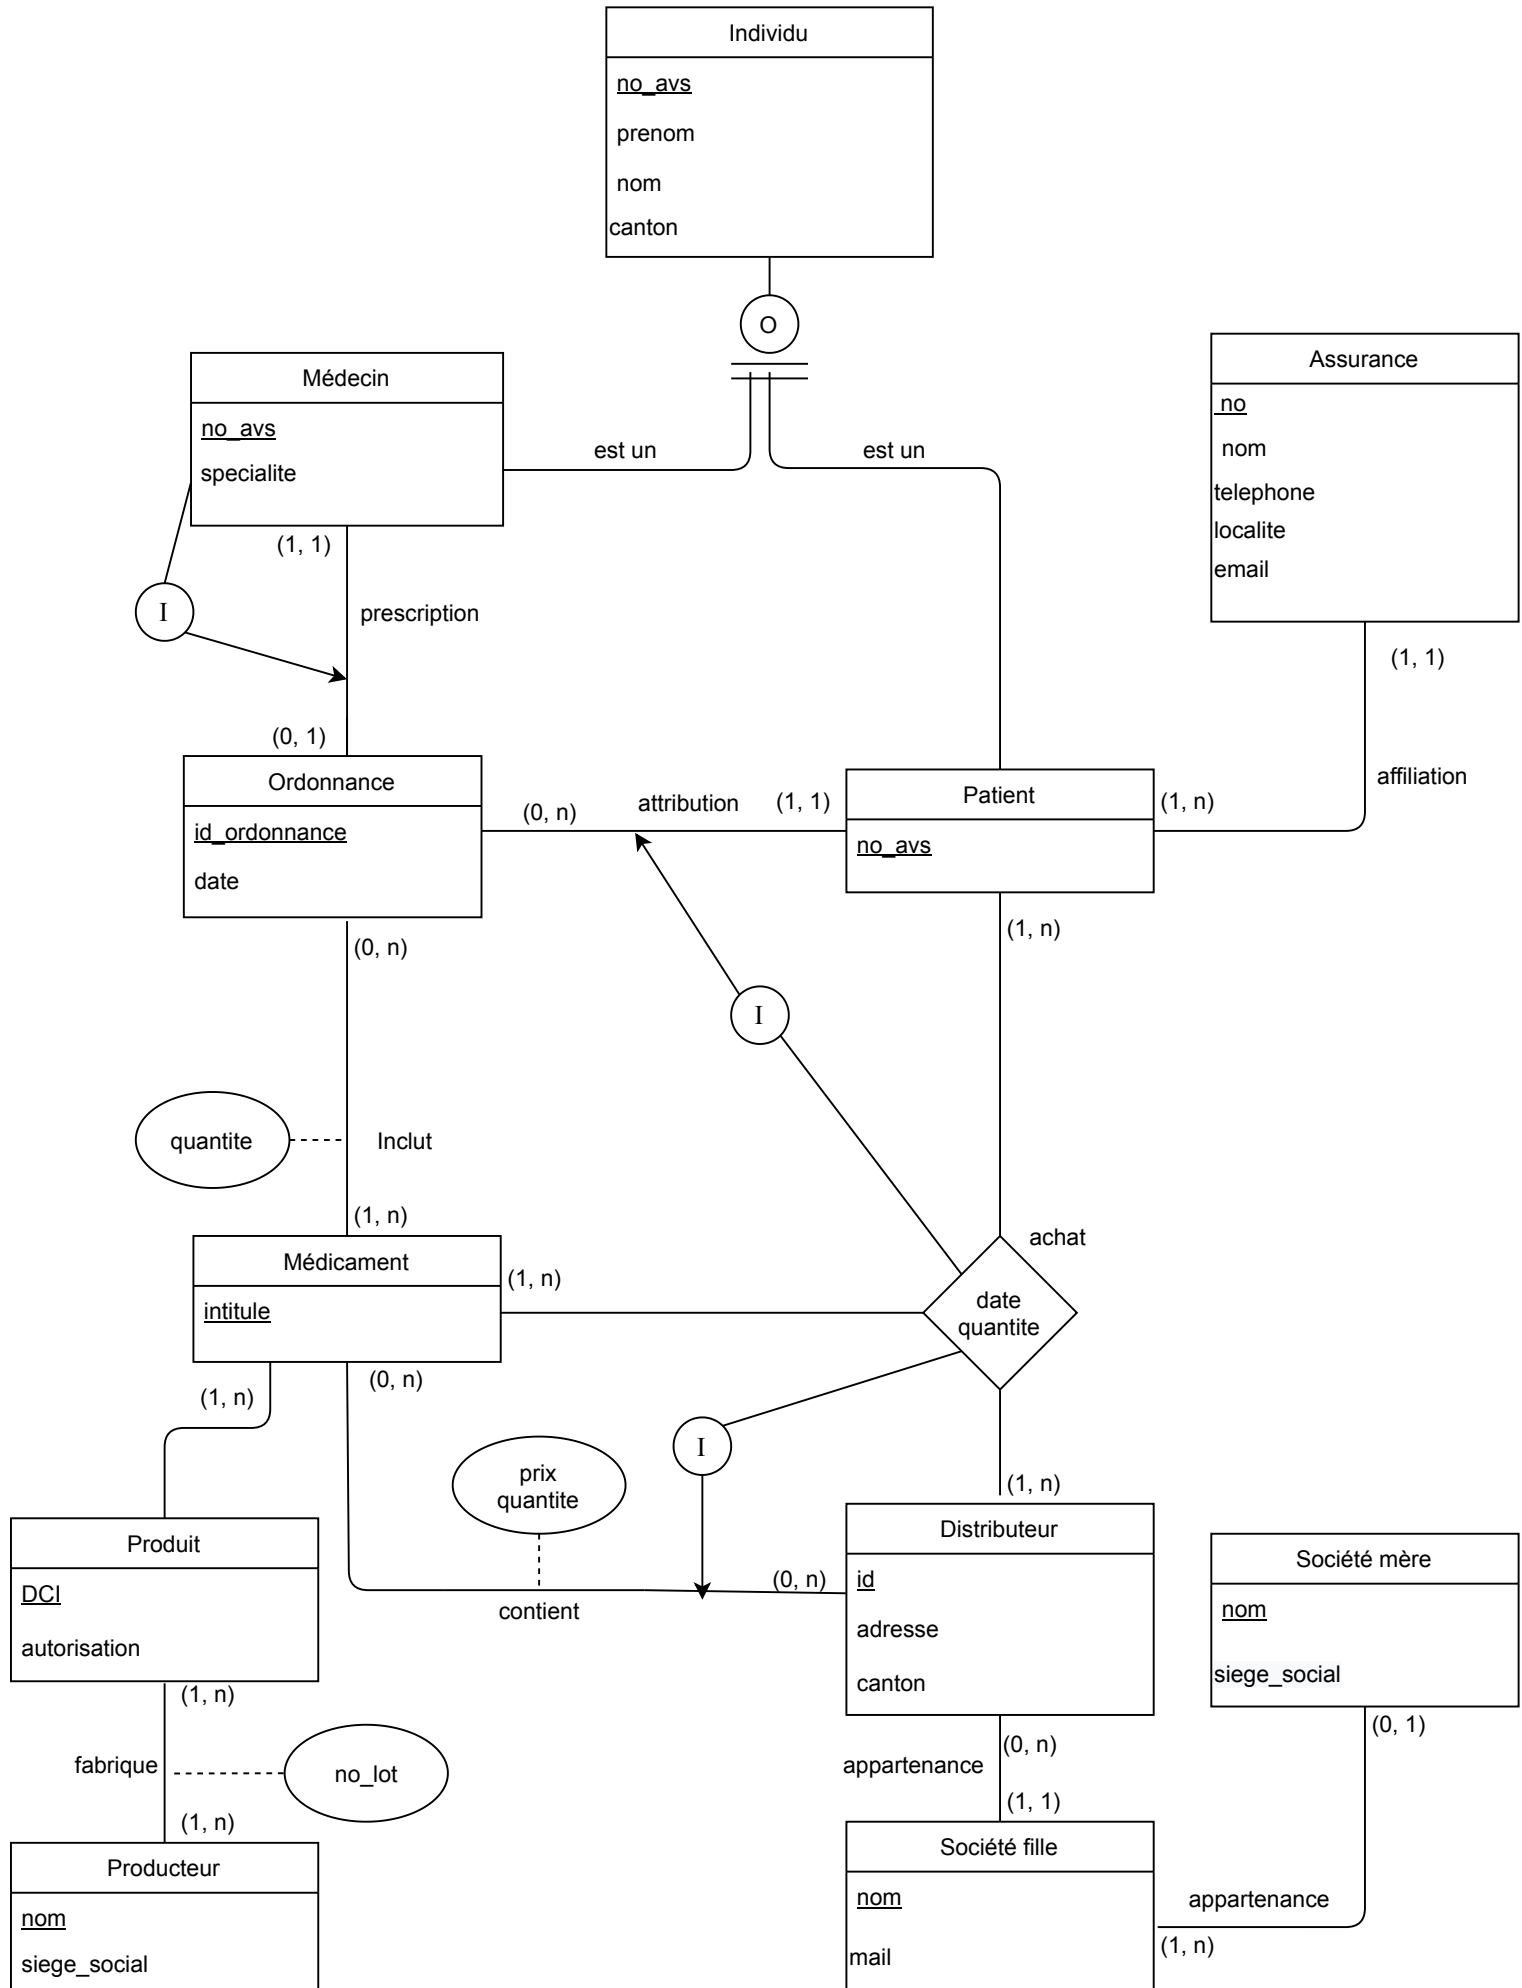 Individu
no_avs
prenom
nom
canton
O
Médecin
no_avs
specialite
est un
est un
Assurance
no
nom
telephone
localite
email
(1, 1)
I
prescription
(0, 1)
(1, 1)
affiliation
Ordonnance
id_ordonnance
date
(0, n)
attribution
(1, 1)
Patient
no_avs
(1, n)
(0, n)
(1, n)
I
quantite
Inclut
(1, n)
Médicament
intitule
(1, n)
achat
date
quantite
(1, n)
(0, n)
prix
quantite
I
(1, n)
Produit
DCI
autorisation
contient
(0, n)
Distributeur
id
adresse
canton
Société mère
nom
siege_social
(1, n)
fabrique
no_lot
(1, n)
(0, n)
appartenance
(1, 1)
(0, 1)
Producteur
nom
siege_social
Société fille
nom
mail
appartenance
(1, n)